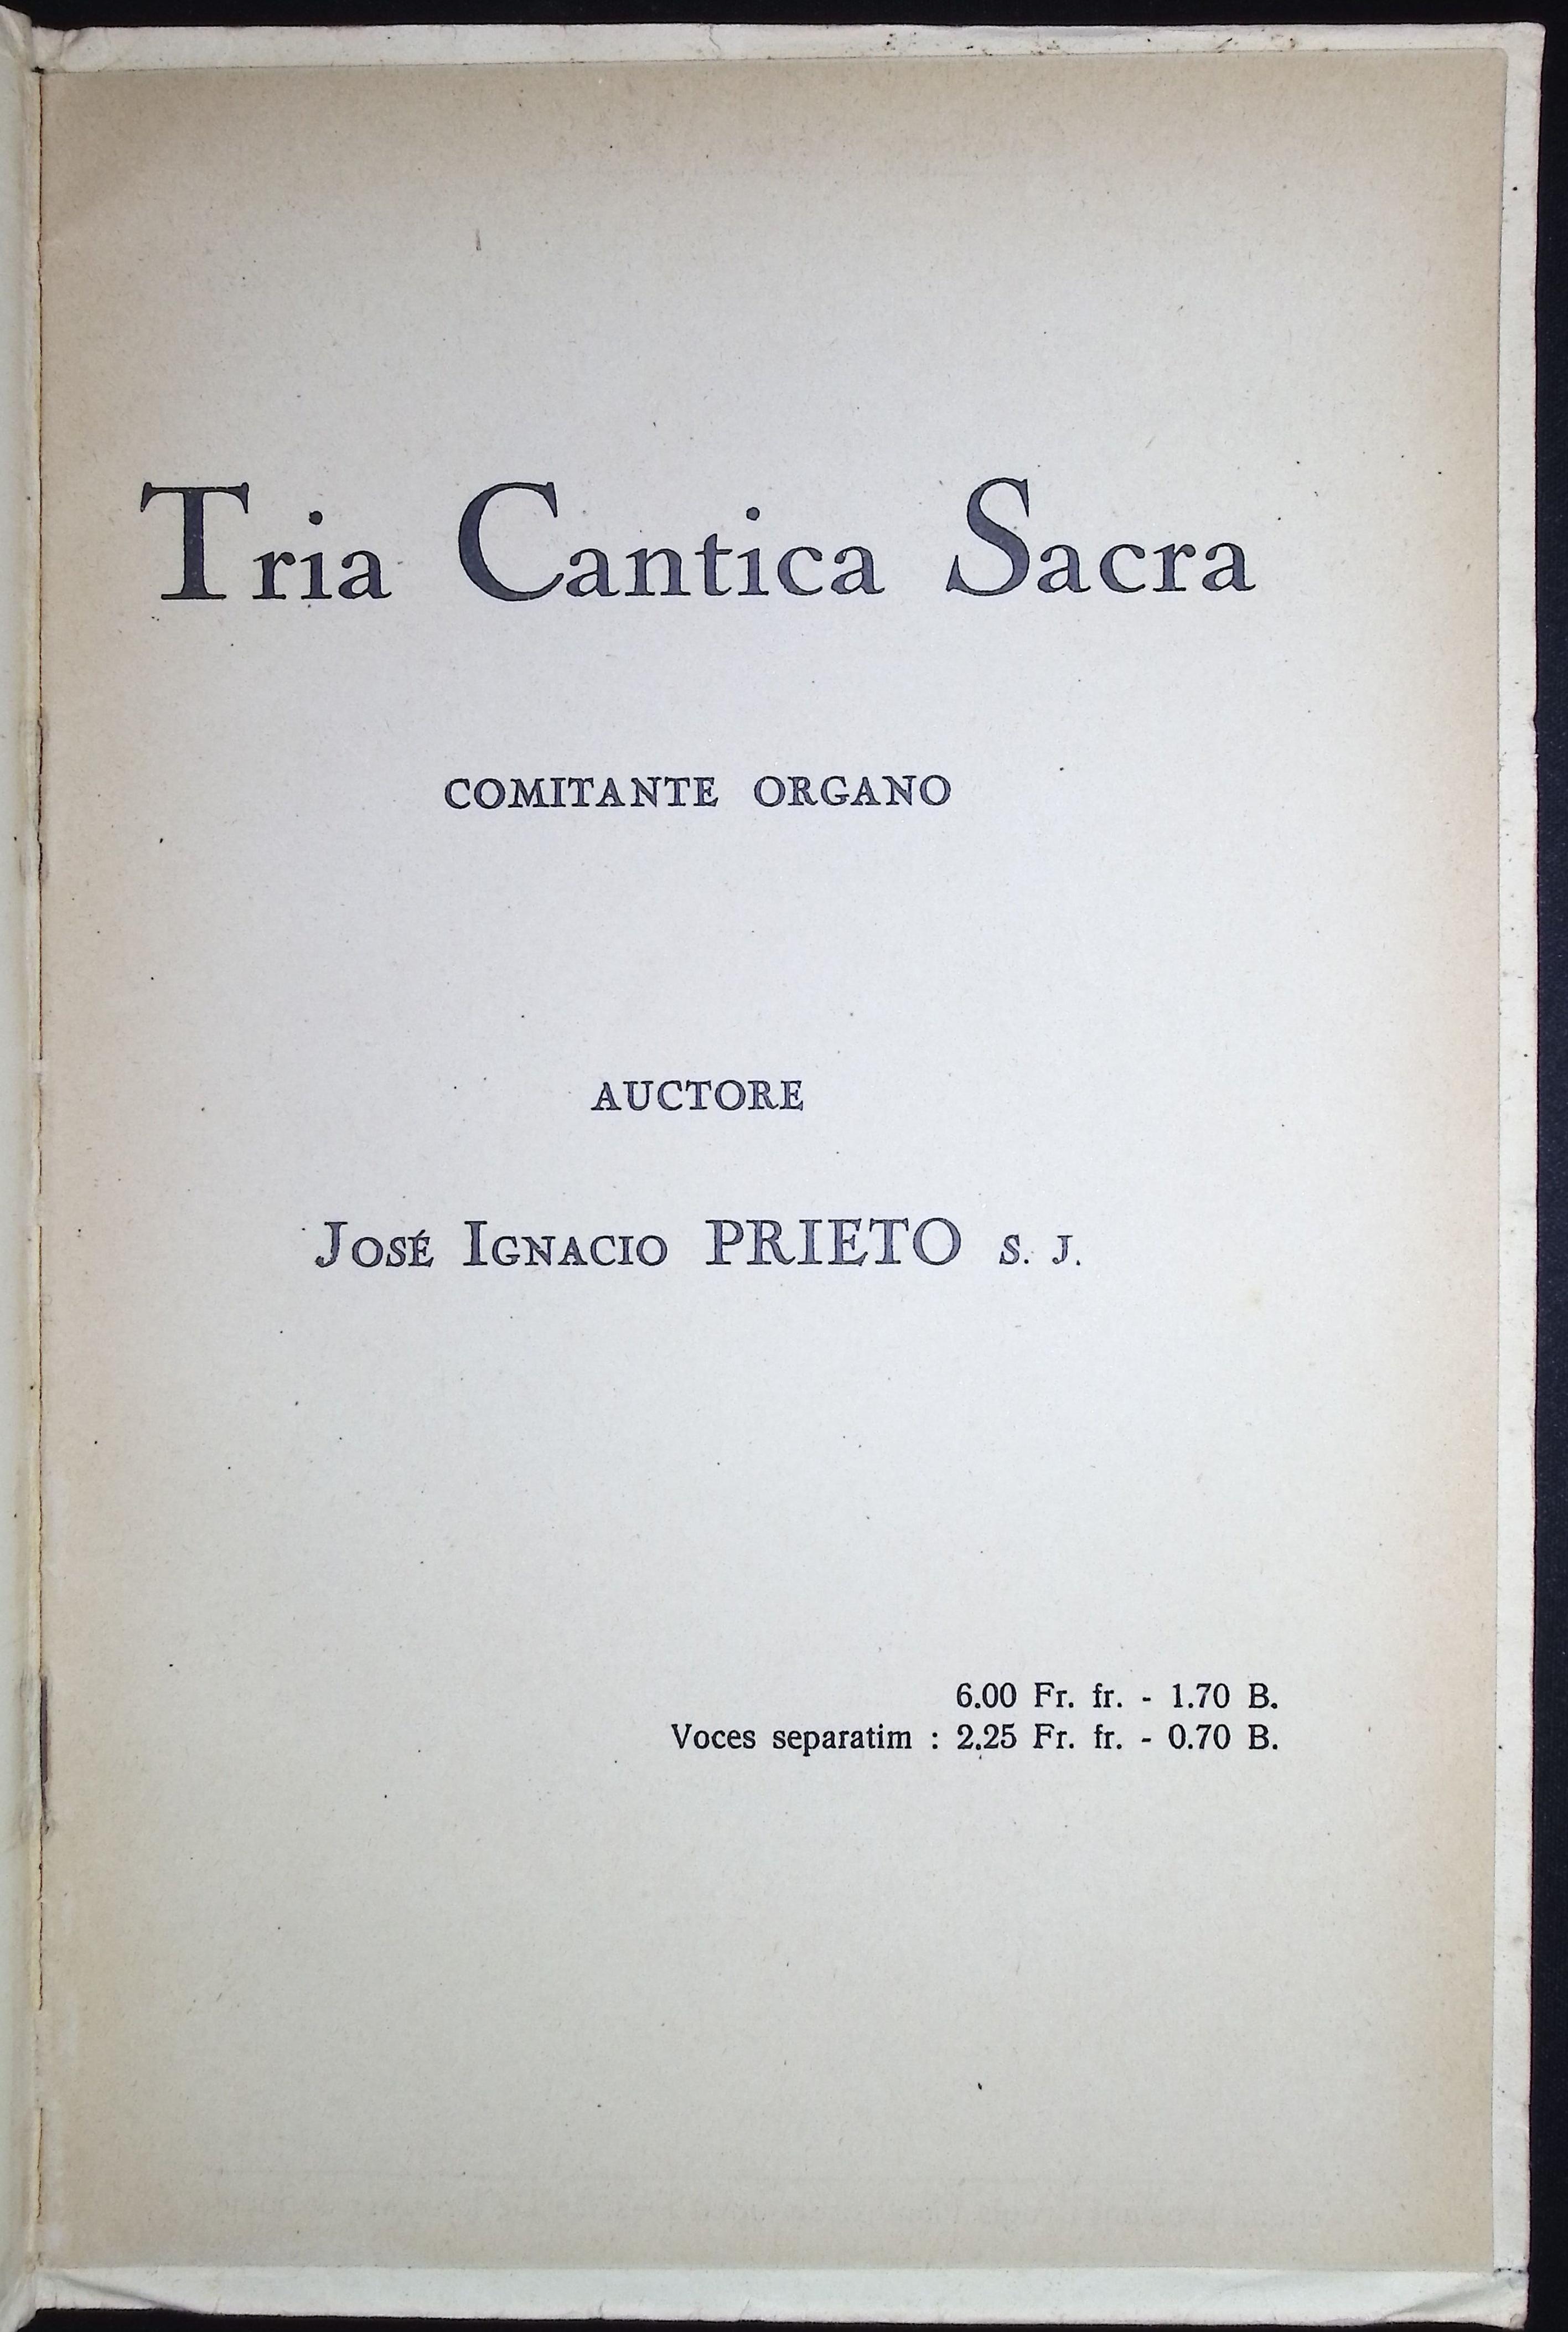 Tria Cantica Sacra
COMITANTE ORGANO
AUCTORE
JOSÉ IGNACIO PRIETO S. J.
6.00 Fr. fr. - 1.70 B.
Voces separatim : 2.25 Fr. fr. - 0.70 B.